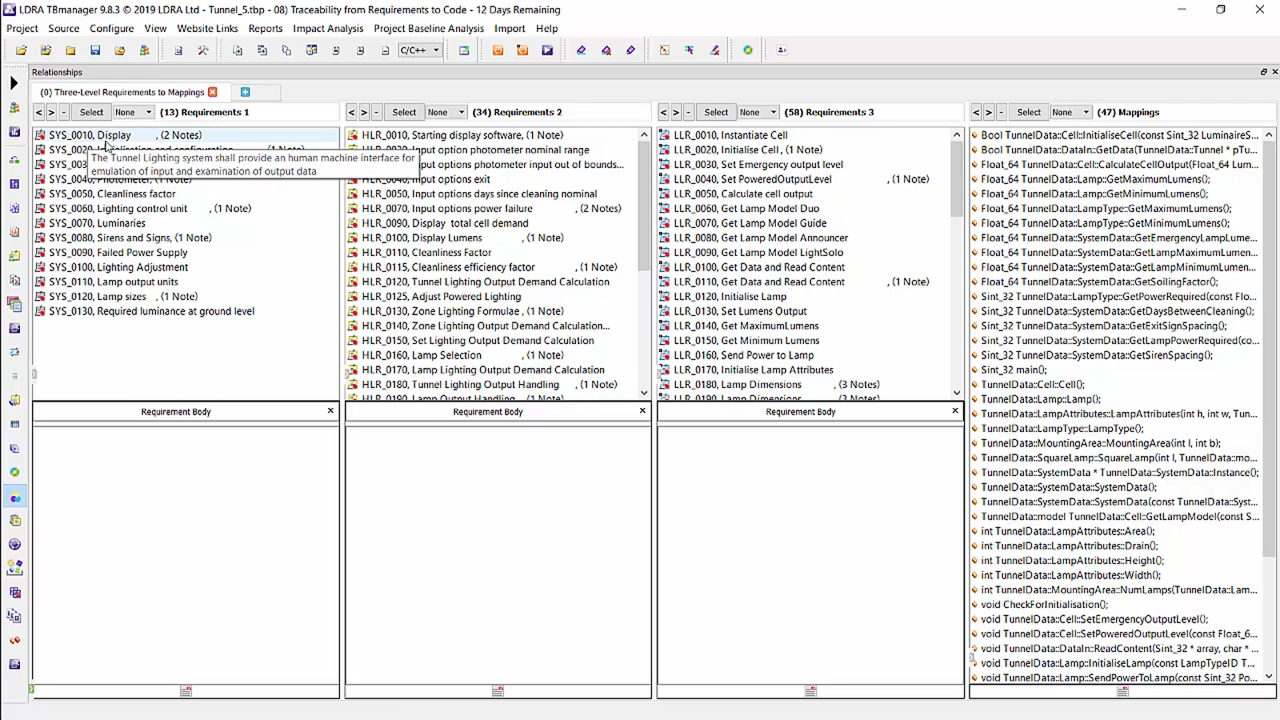 LDRA TBmanager 9.8.3 © 2019 LDRA Ltd - Tunnel_5.tbp - 08) Traceability from Requirements to Code - 12 Days Remaining
Project Source Configure View Website Links Reports Impact Analysis Project Baseline Analysis Import Help
C/C++
Relationships
(0) Three-Level Requirements to Mappings
< > - Select None (13) Requirements 1
SYS_0010, Display , (2 Notes)
The Tunnel Lighting system shall provide an human machine interface for
emulation of input and examination of output data
SYS_0050, Cleanliness factor
SYS_0060, Lighting control unit , (1 Note)
SYS_0070, Luminaries
SYS_0080, Sirens and Signs, (1 Note)
SYS_0090, Failed Power Supply
SYS_0100, Lighting Adjustment
SYS_0110, Lamp output units
SYS_0120, Lamp sizes , (1 Note)
SYS_0130, Required luminance at ground level
Requirement Body
< > - Select None (34) Requirements 2
HLR_0010, Starting display software, (1 Note)
Input option photometer nominal range
options photometer input out of bounds...
HLR_0040, Input options exit
HLR_0050, Input options days since cleaning nominal
HLR_0070, Input options power failure , (2 Notes)
HLR_0090, Display total cell demand
HLR_0100, Display Lumens , (1 Note)
HLR_0110, Cleanliness Factor
HLR_0115, Cleanliness efficiency factor , (1 Note)
HLR_0120, Tunnel Lighting Output Demand Calculation
HLR_0125, Adjust Powered Lighting
HLR_0130, Zone Lighting Formulae , (1 Note)
HLR_0140, Zone Lighting Output Demand Calculation...
HLR_0150, Set Lighting Output Demand Calculation
HLR_0160, Lamp Selection , (1 Note)
HLR_0170, Lamp Lighting Output Demand Calculation
HLR_0180, Tunnel Lighting Output Handling , (1 Note)
HLR_0190, Lamp Output Handling , (1 Note)
Requirement Body
< > - Select None (58) Requirements 3
LLR_0010, Instantiate Cell
LLR_0020, Initialise Cell , (1 Note)
LLR_0030, Set Emergency output level
LLR_0040, Set PoweredOutputLevel , (1 Note)
LLR_0050, Calculate cell output
LLR_0060, Get Lamp Model Duo
LLR_0070, Get Lamp Model Guide
LLR_0080, Get Lamp Model Announcer
LLR_0090, Get Lamp Model LightSolo
LLR_0100, Get Data and Read Content
LLR_0110, Get Data and Read Content , (1 Note)
LLR_0120, Initialise Lamp
LLR_0130, Set Lumens Output
LLR_0140, Get MaximumLumens
LLR_0150, Get Minimum Lumens
LLR_0160, Send Power to Lamp
LLR_0170, Initialise Lamp Attributes
LLR_0180, Lamp Dimensions , (3 Notes)
LLR_0190, Lamp Dimensions , (3 Notes)
Requirement Body
< > - Select None (47) Mappings
Bool TunnelData::Cell:InitialiseCell(const Sint_32 LuminaireS...
Bool TunnelData::DataIn::GetData(TunnelData::Tunnel * pTu...
Float_64 TunnelData::Cell:CalculateCellOutput(Float_64 Lum...
Float_64 TunnelData::Lamp::GetMaximumLumens();
Float_64 TunnelData::Lamp::GetMinimumLumens();
Float_64 TunnelData::LampType::GetMaximumLumens();
Float_64 TunnelData::LampType::GetMinimumLumens();
Float_64 TunnelData::SystemData::GetEmergencyLampLume...
Float_64 TunnelData::SystemData::GetLampMaximumLumen...
Float_64 TunnelData::SystemData::GetLampMinimumLumen...
Float_64 TunnelData::SystemData::GetSoilingFactor();
Sint_32 TunnelData::LampType::GetPowerRequired(const Flo...
Sint_32 TunnelData::SystemData::GetDaysBetweenCleaning();
Sint_32 TunnelData::SystemData::GetExitSignSpacing();
Sint_32 TunnelData::SystemData::GetLampPowerRequired(co...
Sint_32 TunnelData::SystemData::GetSirenSpacing();
Sint_32 main();
TunnelData::Cell::Cell();
TunnelData::Lamp::Lamp();
TunnelData::LampAttributes::LampAttributes(int h, int w, Tun...
TunnelData::LampType::LampType();
TunnelData::MountingArea::MountingArea(int l, int b);
TunnelData::SquareLamp::SquareLamp(int l, TunnelData::mo...
TunnelData::SystemData * TunnelData::SystemData::Instance();
TunnelData::SystemData::SystemData();
TunnelData::SystemData::SystemData(const TunnelData::Syst...
TunnelData::model TunnelData::Cell::GetLampModel(const S...
int TunnelData::LampAttributes::Area();
int TunnelData::LampAttributes::Drain();
int TunnelData::LampAttributes::Height();
int TunnelData::LampAttributes::Width();
int TunnelData::MountingArea::NumLamps(TunnelData::Lam...
void CheckForInitialisation();
void TunnelData::Cell::SetEmergencyOutputLevel();
void TunnelData::Cell::SetPoweredOutputLevel(const Float_6...
void TunnelData::DataIn::ReadContent(Sint_32 * array, char * ...
void TunnelData::Lamp::InitialiseLamp(const LampTypeID T...
void TunnelData::Lamp::SendPowerToLamp(const Sint_32 Po...